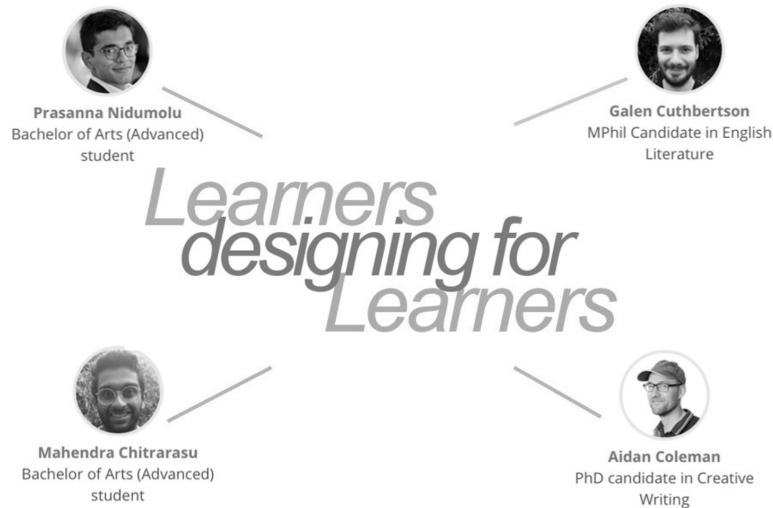 Prasanna Nidumolu
Bachelor of Arts (Advanced)
student
Galen Cuthbertson
MPhil Candidate in English
Literature
Learners
designing for
Learners
Mahendra Chitrarasu
Bachelor of Arts (Advanced)
student
Aidan Coleman
PhD candidate in Creative
Writing